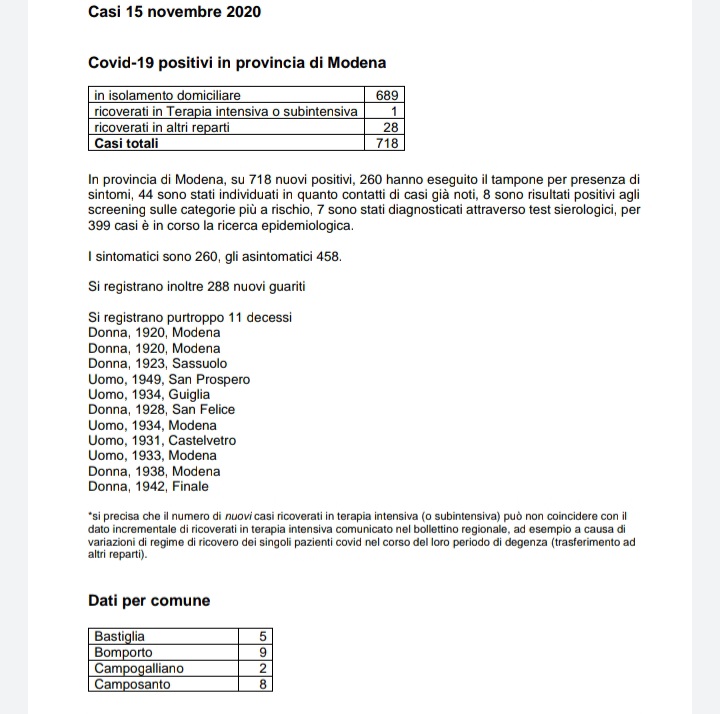 Casi 15 novembre 2020
Covid-19 positivi in provincia di Modena
in isolamento domiciliare 689
ricoverati in Terapia intensiva o subintensiva 1
ricoverati in altri reparti 28
Casi totali 718
In provincia di Modena, su 718 nuovi positivi, 260 hanno eseguito il tampone per presenza di
sintomi, 44 sono stati individuati in quanto contatti di casi già noti, 8 sono risultati positivi agli
screening sulle categorie più a rischio, 7 sono stati diagnosticati attraverso test sierologici, per
399 casi è in corso la ricerca epidemiologica.
I sintomatici sono 260, gli asintomatici 458.
Si registrano inoltre 288 nuovi guariti
Si registrano purtroppo 11 decessi
Donna, 1920, Modena
Donna, 1920, Modena
Donna, 1923, Sassuolo
Uomo, 1949, San Prospero
Uomo, 1934, Guiglia
Donna, 1928, San Felice
Uomo, 1934, Modena
Uomo, 1931, Castelvetro
Uomo, 1933, Modena
Donna, 1938, Modena
Donna, 1942, Finale
*si precisa che il numero di nuovi casi ricoverati in terapia intensiva (o subintensiva) può non coincidere con il
dato incrementale di ricoverati in terapia intensiva comunicato nel bollettino regionale, ad esempio a causa di
variazioni di regime di ricovero dei singoli pazienti covid nel corso del loro periodo di degenza (trasferimento ad
altri reparti).
Dati per comune
Bastiglia 5
Bomporto 9
Campogalliano 2
Camposanto 8